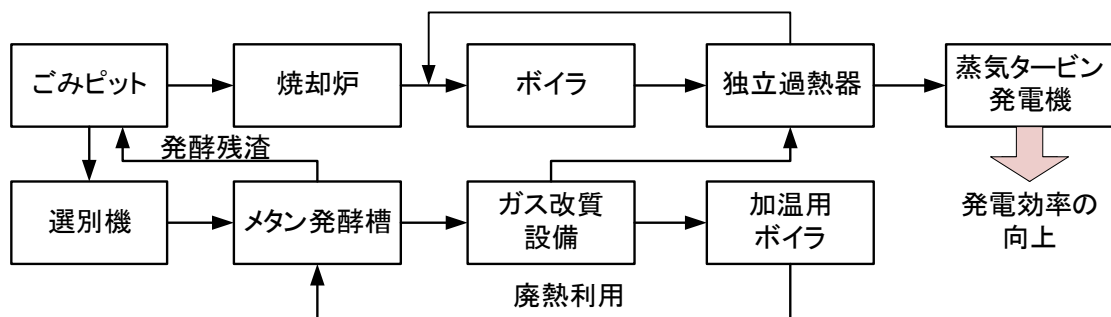 ごみピット
焼却炉
ボイラ
独立過熱器
蒸気タービン
発電機
発酵残渣
選別機
メタン発酵槽
ガス改質
設備
加温用
ボイラ
発電効率の
向上
廃熱利用